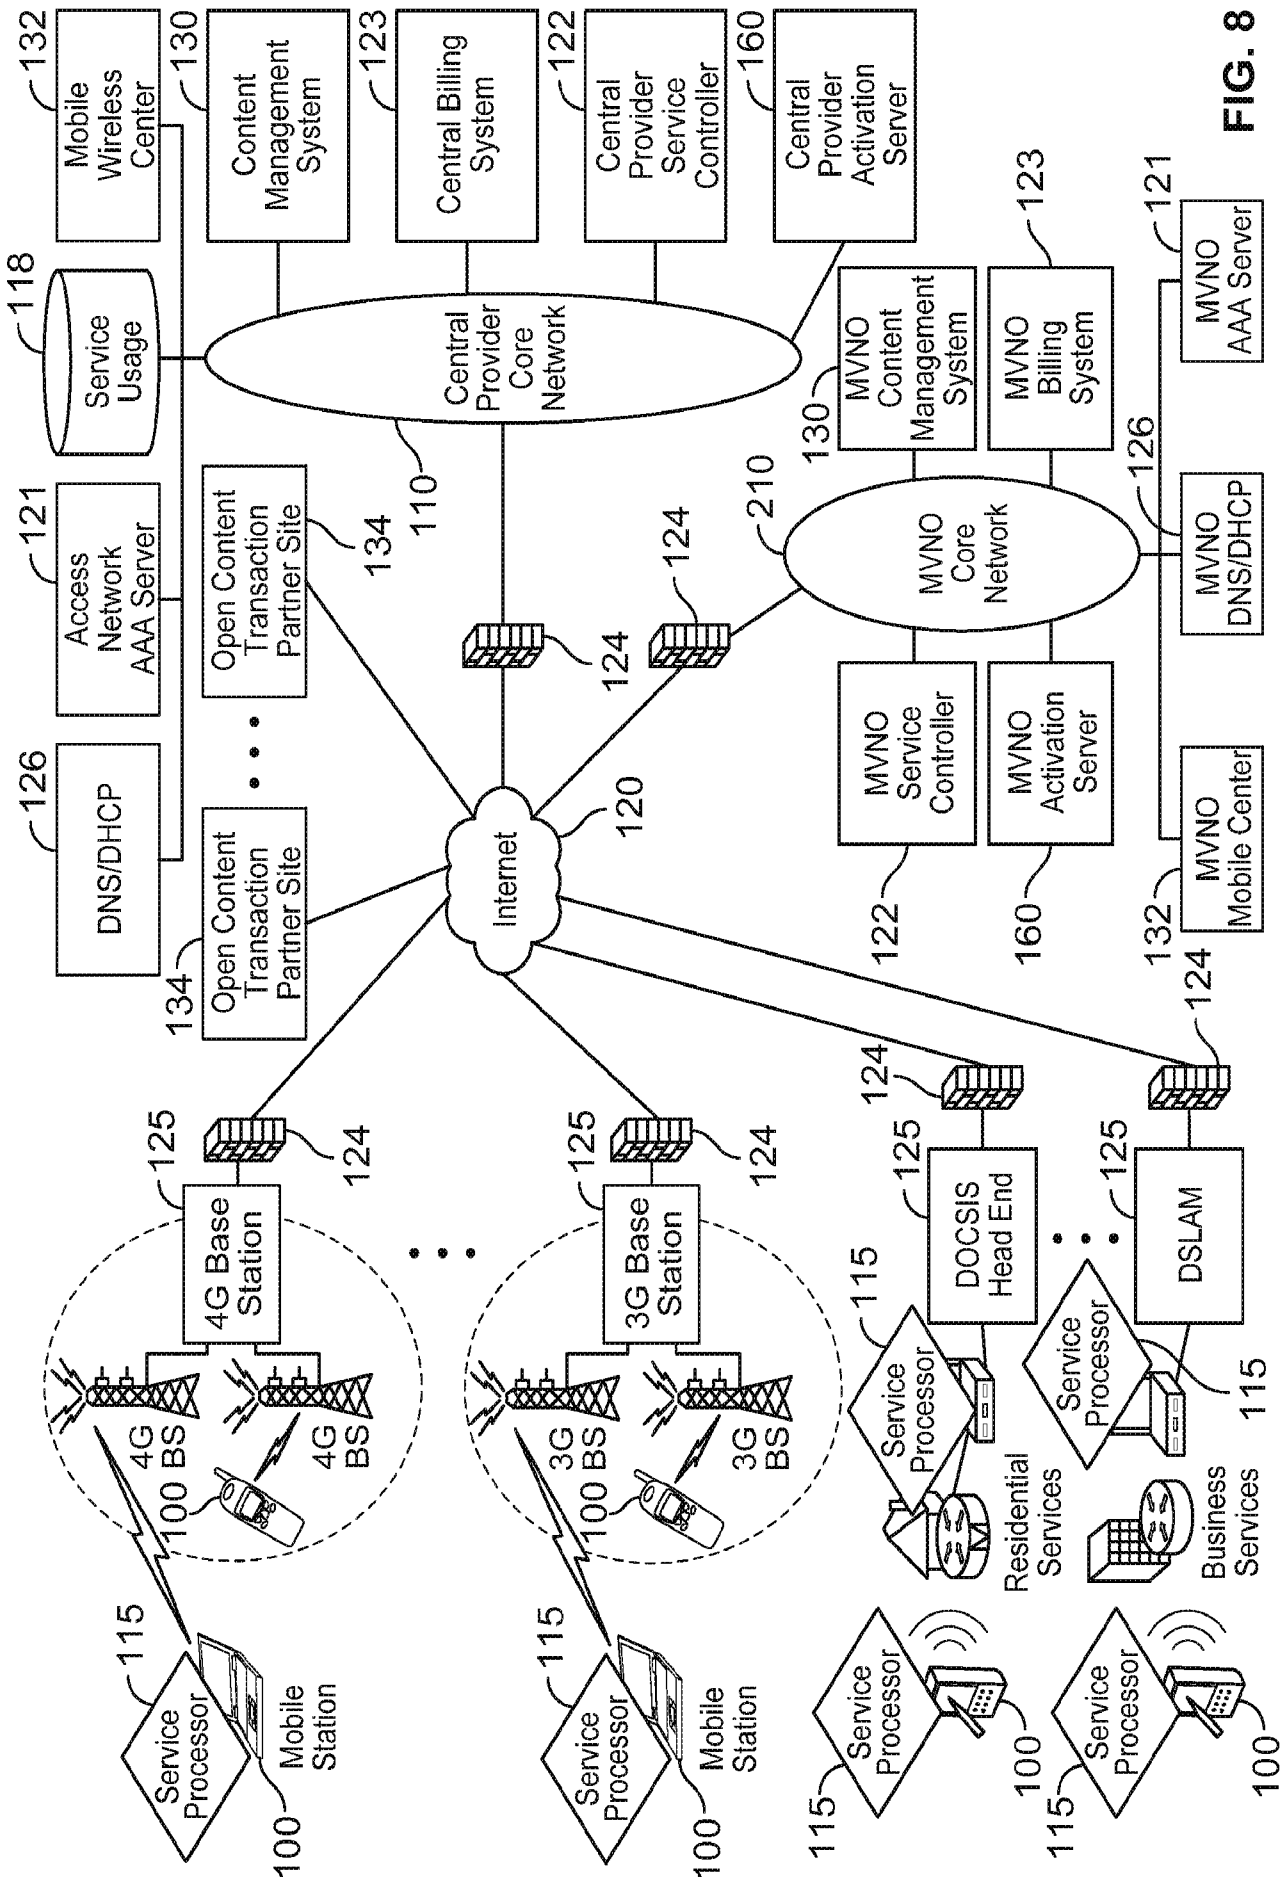 126
DNS/DHCP
121
Access
Network
AAA Server
118
Service
Usage
132
Mobile
Wireless
Center
115
Service
Processor
100
Mobile
Station
4G
BS
100
4G
BS
125
4G Base
Station
124
134
Open Content
Transaction
Partner Site
Open Content
Transaction
Partner Site
134
130
Content
Management
System
123
Central Billing
System
122
Central
Provider
Service
Controller
160
Central
Provider
Activation
Server
Central
Provider
Core
Network
110
115
Service
Processor
100
Mobile
Station
3G
BS
100
3G
BS
125
3G Base
Station
124
Internet
120
124
124
210
MVNO
Core
Network
122
MVNO
Service
Controller
130
MVNO
Content
Management
System
160
MVNO
Activation
Server
MVNO
Billing
System
123
132
MVNO
Mobile Center
126
MVNO
DNS/DHCP
121
MVNO
AAA Server
115
Service
Processor
100
Residential
Services
115
Service
Processor
125
DOCSIS
Head End
124
115
Service
Processor
100
Business
Services
Service
Processor
115
125
DSLAM
124
FIG. 8